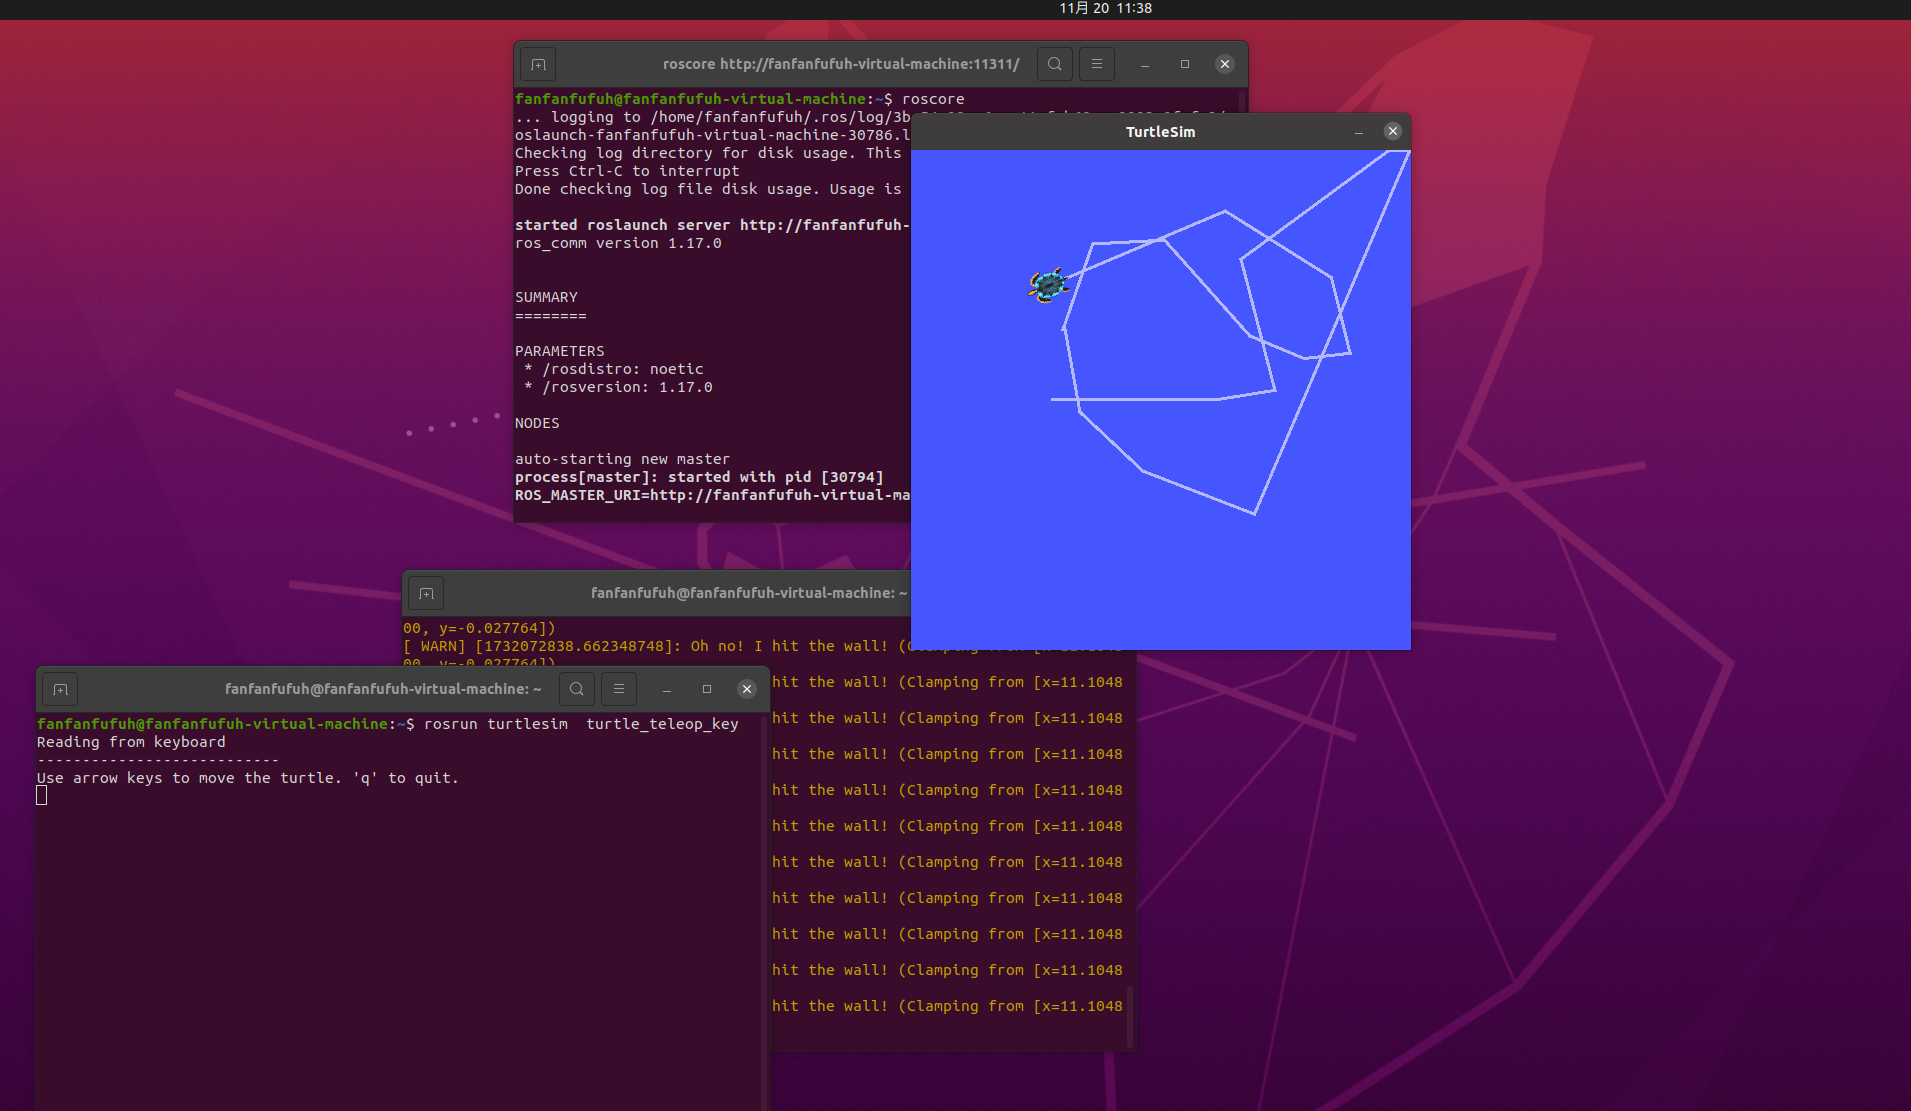 11月 20 11:38
roscore http://fanfanfufuh-virtual-machine:11311/
fanfanfufuh@fanfanfufuh-virtual-machine:~$ roscore
... logging to /home/fanfanfufuh/.ros/log/3b
oslaunch-fanfanfufuh-virtual-machine-30786.l
Checking log directory for disk usage. This
Press Ctrl-C to interrupt
Done checking log file disk usage. Usage is
started roslaunch server http://fanfanfufuh-
ros_comm version 1.17.0
SUMMARY
========
PARAMETERS
* /rosdistro: noetic
* /rosversion: 1.17.0
NODES
auto-starting new master
process[master]: started with pid [30794]
ROS_MASTER_URI=http://fanfanfufuh-virtual-ma
TurtleSim
fanfanfufuh@fanfanfufuh-virtual-machine: ~
00, y=-0.027764])
[ WARN] [1732072838.662348748]: Oh no! I hit the wall! (Clamping from [x=11.1048
00, y=-0.027764])
hit the wall! (Clamping from [x=11.1048
hit the wall! (Clamping from [x=11.1048
hit the wall! (Clamping from [x=11.1048
hit the wall! (Clamping from [x=11.1048
hit the wall! (Clamping from [x=11.1048
hit the wall! (Clamping from [x=11.1048
hit the wall! (Clamping from [x=11.1048
hit the wall! (Clamping from [x=11.1048
hit the wall! (Clamping from [x=11.1048
hit the wall! (Clamping from [x=11.1048
fanfanfufuh@fanfanfufuh-virtual-machine: ~
fanfanfufuh@fanfanfufuh-virtual-machine:~$ rosrun turtlesim  turtle_teleop_key
Reading from keyboard
---------------------------
Use arrow keys to move the turtle. 'q' to quit.